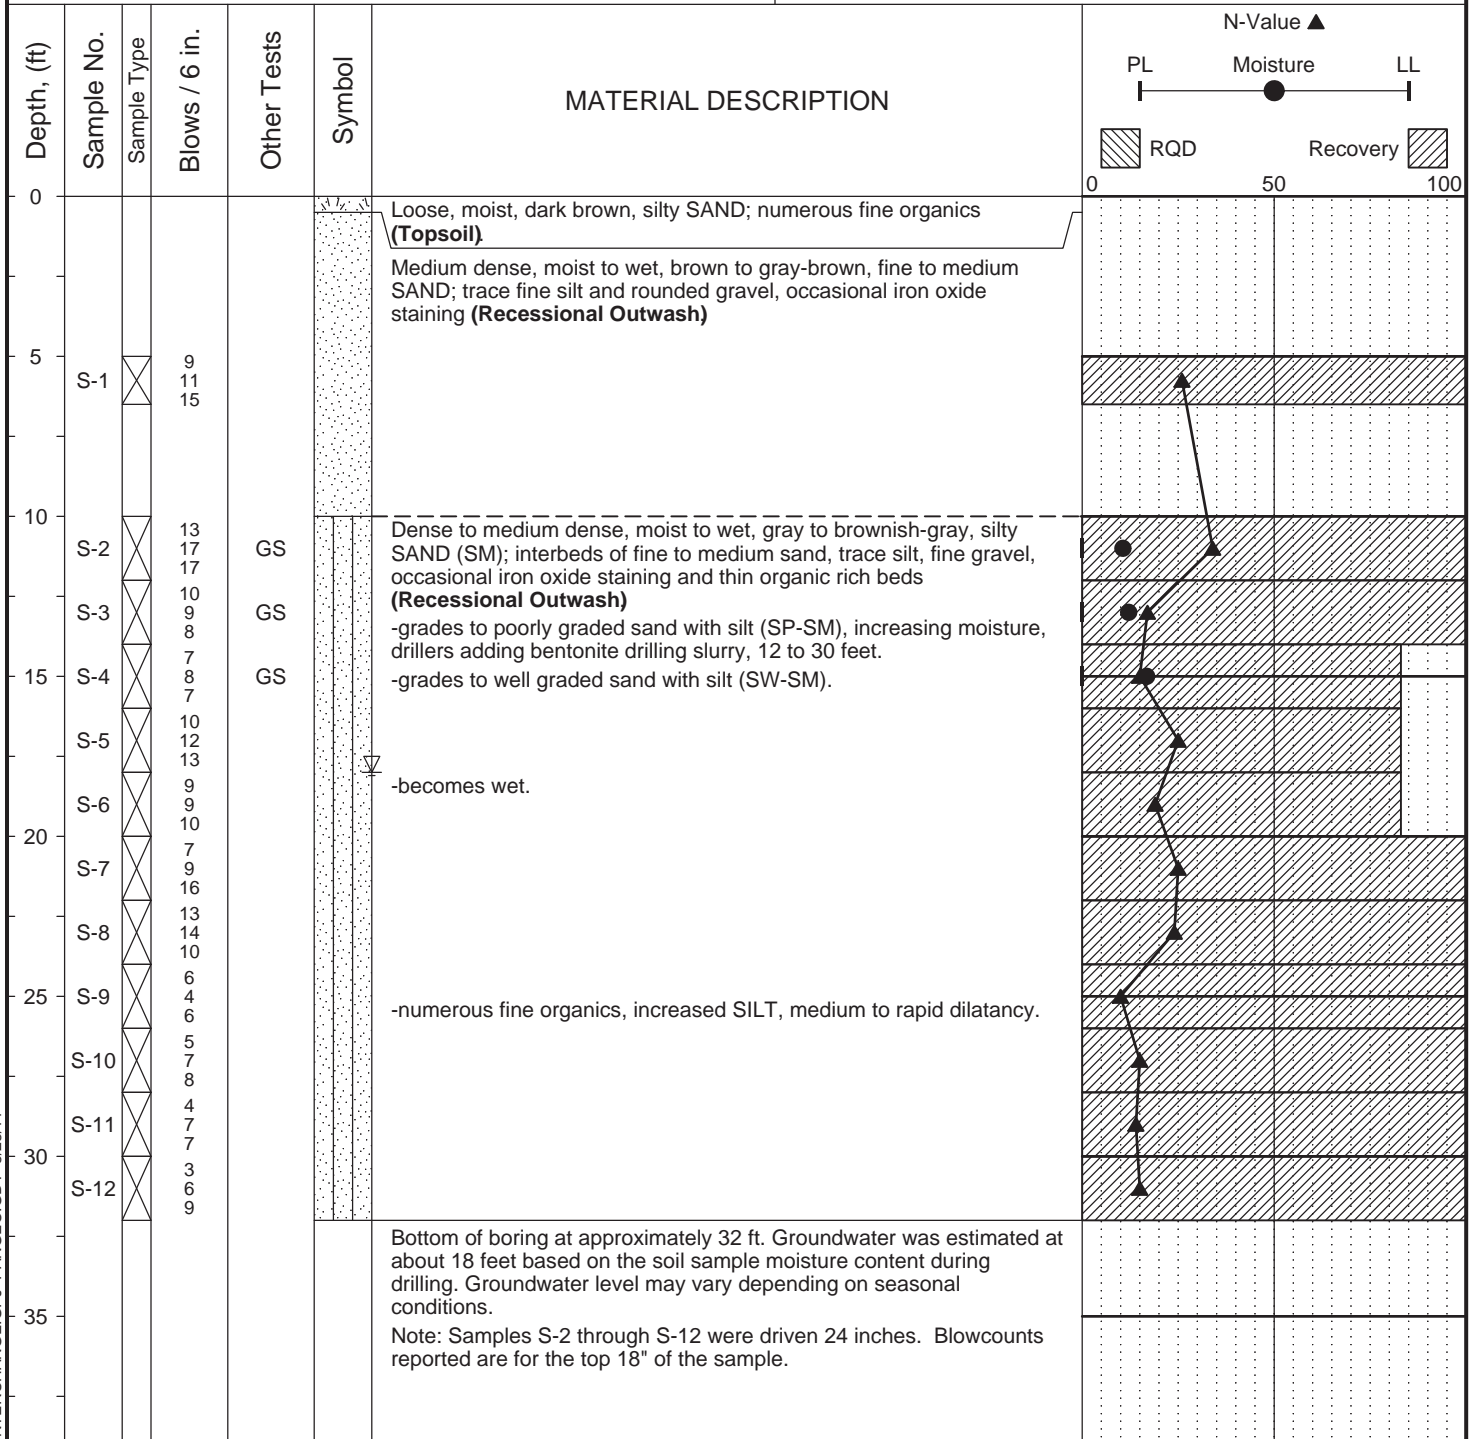 N-Value ▲
PL Moisture LL
RQD Recovery
Depth, (ft)
Sample No.
Sample Type
Blows / 6 in.
Other Tests
Symbol
MATERIAL DESCRIPTION
0 50 100
0
Loose, moist, dark brown, silty SAND; numerous fine organics
(Topsoil).
Medium dense, moist to wet, brown to gray-brown, fine to medium
SAND; trace fine silt and rounded gravel, occasional iron oxide
staining (Recessional Outwash)
5
S-1
9
11
15
10
S-2
13
17
17
GS
Dense to medium dense, moist to wet, gray to brownish-gray, silty
SAND (SM); interbeds of fine to medium sand, trace silt, fine gravel,
occasional iron oxide staining and thin organic rich beds
(Recessional Outwash)
S-3
10
9
8
GS
-grades to poorly graded sand with silt (SP-SM), increasing moisture,
drillers adding bentonite drilling slurry, 12 to 30 feet.
15
S-4
7
8
7
GS
-grades to well graded sand with silt (SW-SM).
S-5
10
12
13
S-6
9
9
10
-becomes wet.
20
S-7
7
9
16
S-8
13
14
10
25
S-9
6
4
6
-numerous fine organics, increased SILT, medium to rapid dilatancy.
S-10
5
7
8
S-11
4
7
7
30
S-12
3
6
9
Bottom of boring at approximately 32 ft. Groundwater was estimated at
about 18 feet based on the soil sample moisture content during
drilling. Groundwater level may vary depending on seasonal
conditions.
35
Note: Samples S-2 through S-12 were driven 24 inches. Blowcounts
reported are for the top 18" of the sample.